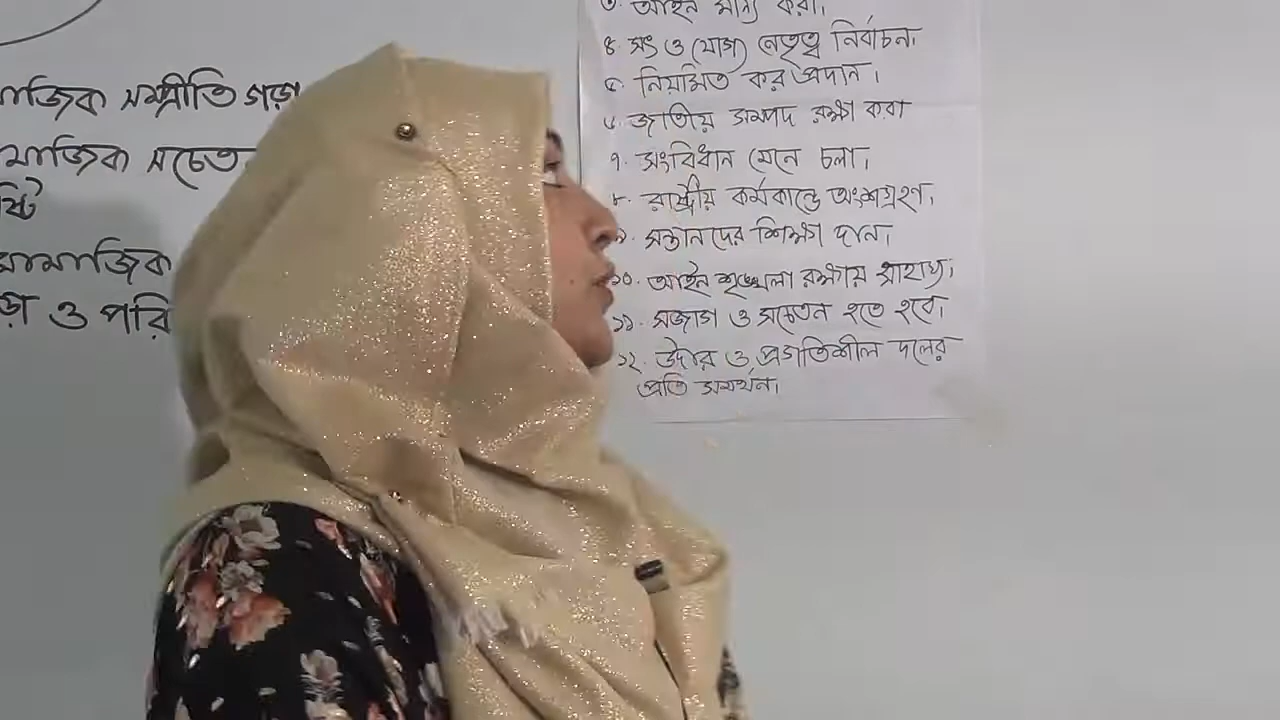 সামাজিক সম্প্রীতি গড়া
সামাজিক সচেত
ষ্টি
সামাজিক
ড়া ও পরি
৩. আইন মান্য করা।
৪. সৎ ও যোগ্য নেতৃত্ব নির্বাচন।
৫. নিয়মিত কর প্রদান।
৬. জাতীয় সম্পদ রক্ষা করা
৭. সংবিধান মেনে চলা।
৮. রাষ্ট্রীয় কর্মকান্ডে অংশগ্রহণ।
৯. সন্তানদের শিক্ষা দান।
১০. আইন শৃঙ্খলা রক্ষায় সাহায্য।
১১. সজাগ ও সচেতন হতে হবে।
১২. উদার ও প্রগতিশীল দলের
প্রতি সমর্থন।